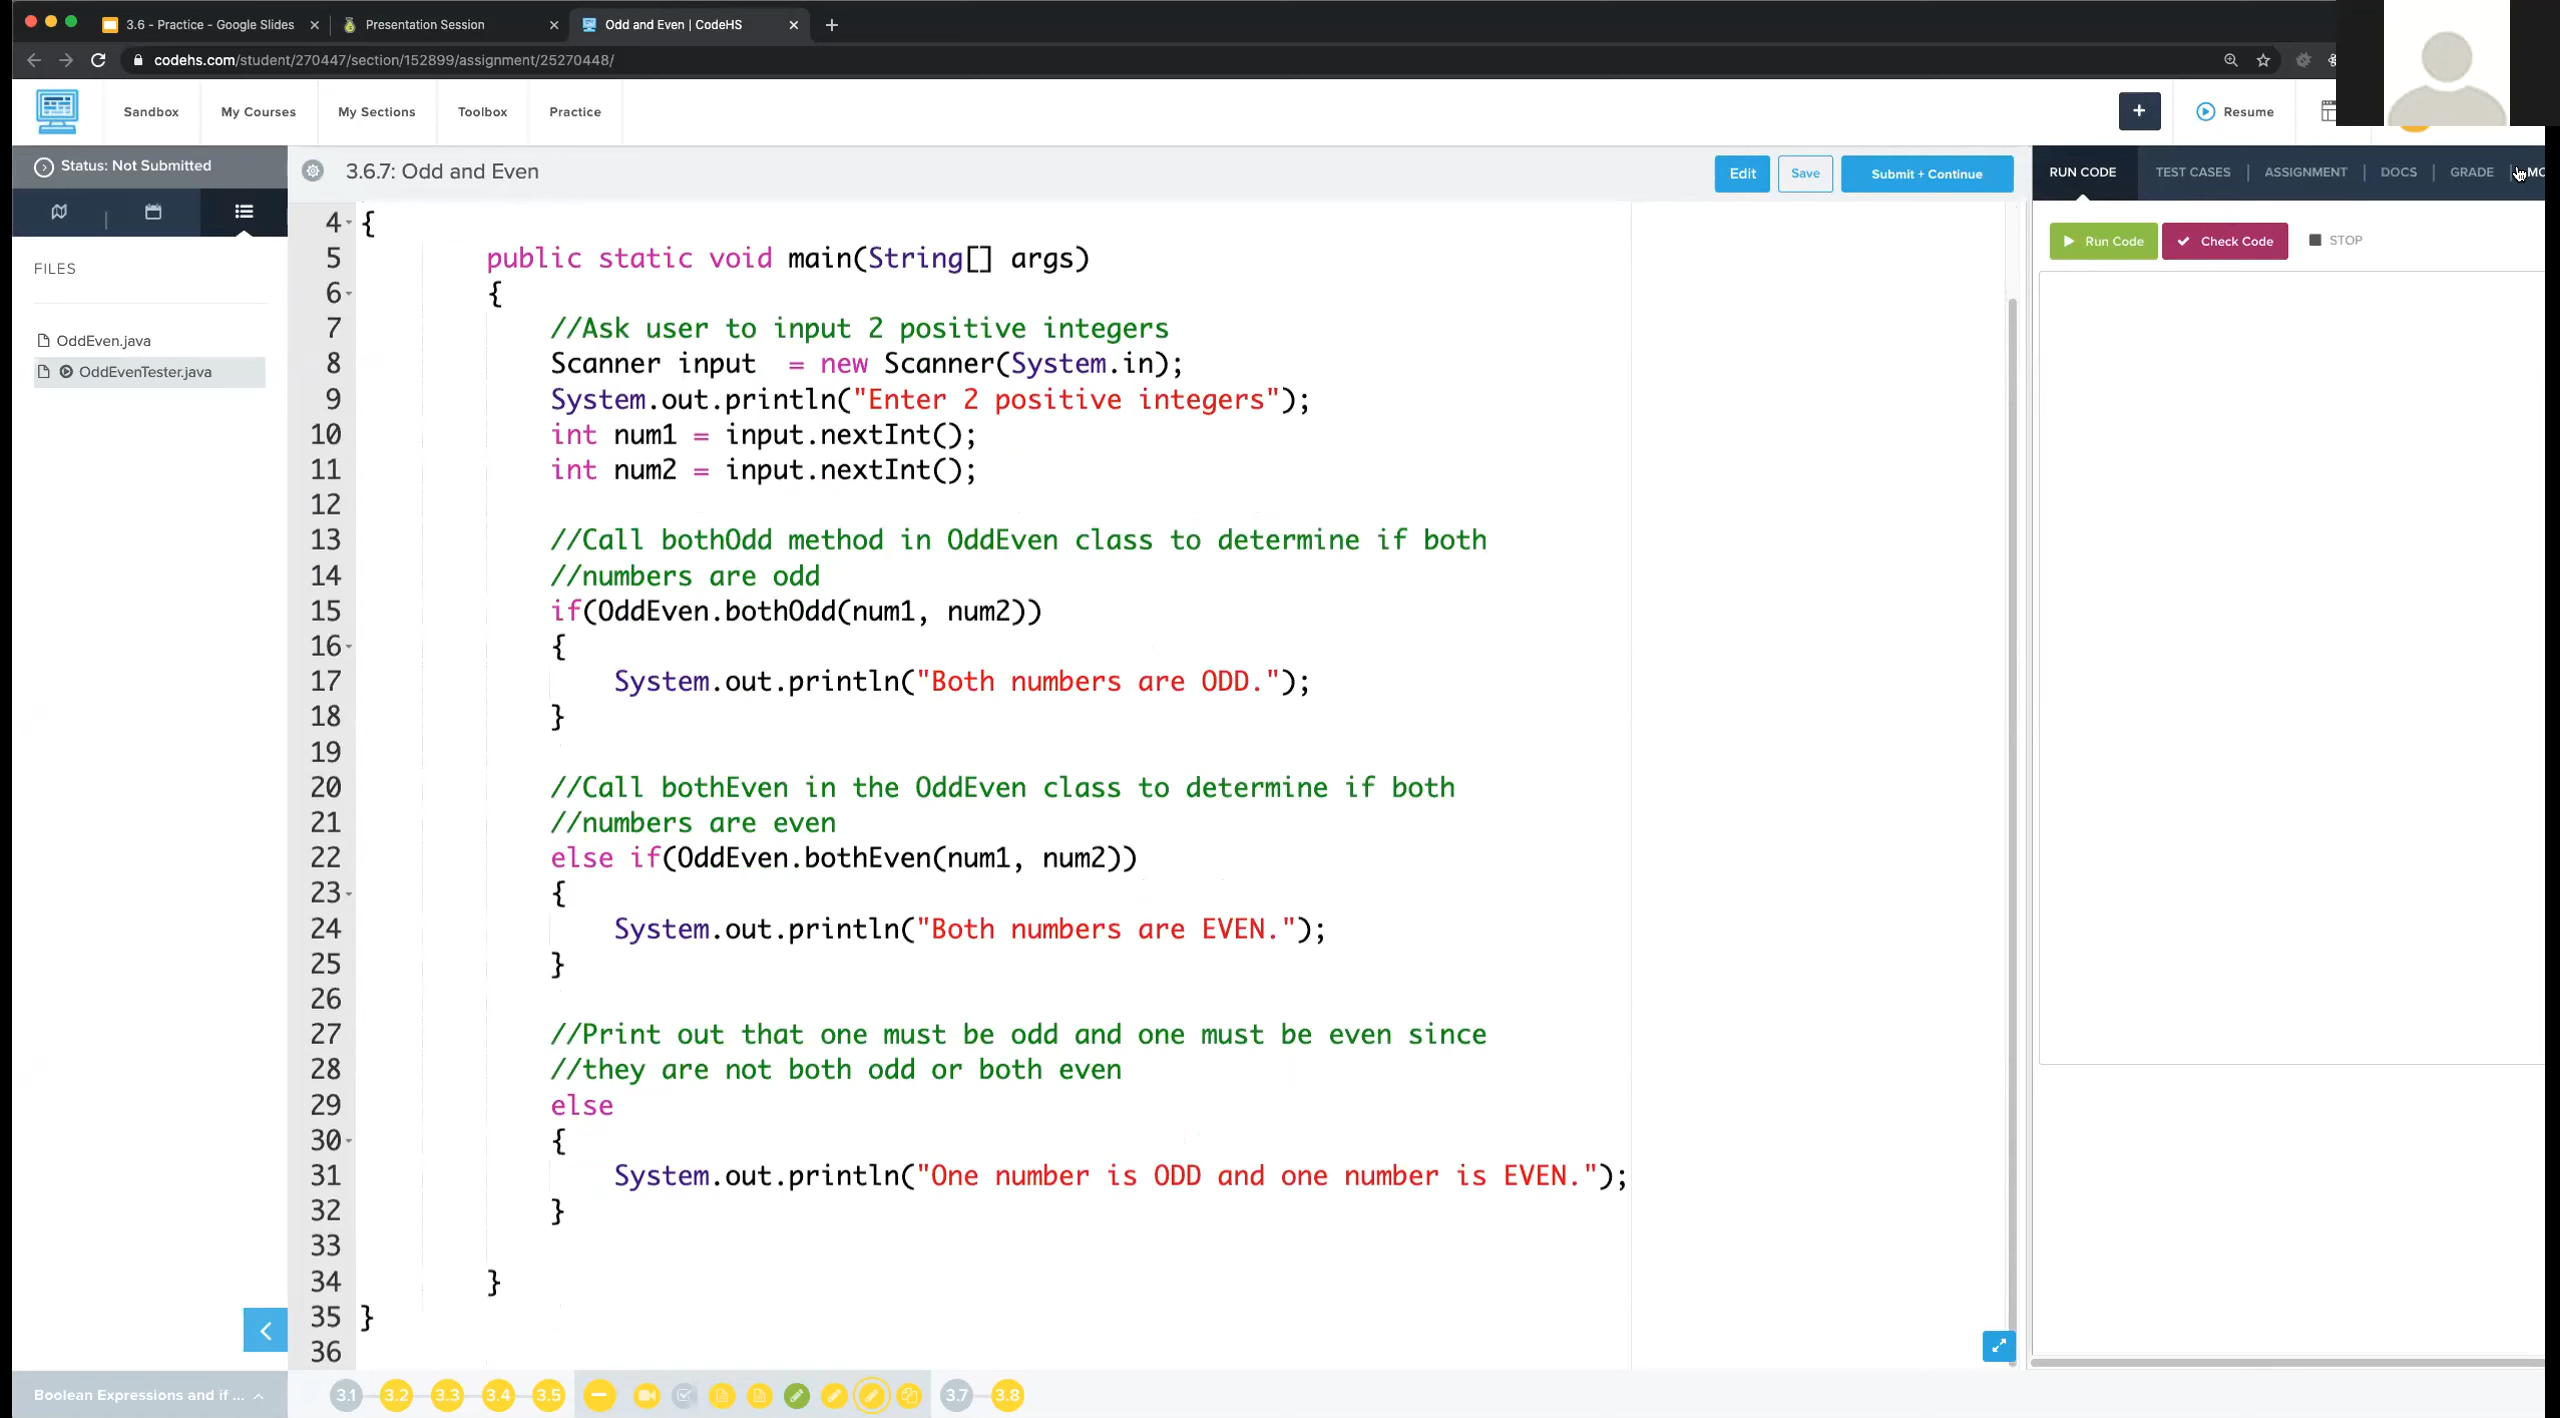 3.6 - Practice - Google Slides
Presentation Session
Odd and Even | CodeHS
codehs.com/student/270447/section/152899/assignment/25270448/
Sandbox
My Courses
My Sections
Toolbox
Practice
+
Resume
Status: Not Submitted
3.6.7: Odd and Even
Edit
Save
Submit + Continue
RUN CODE
TEST CASES
ASSIGNMENT
DOCS
GRADE
Run Code
Check Code
STOP
FILES
OddEven.java
OddEvenTester.java
4 {
5 public static void main(String[] args)
6 {
7 //Ask user to input 2 positive integers
8 Scanner input  = new Scanner(System.in);
9 System.out.println("Enter 2 positive integers");
10 int num1 = input.nextInt();
11 int num2 = input.nextInt();
12
13 //Call bothOdd method in OddEven class to determine if both
14 //numbers are odd
15 if(OddEven.bothOdd(num1, num2))
16 {
17 System.out.println("Both numbers are ODD.");
18 }
19
20 //Call bothEven in the OddEven class to determine if both
21 //numbers are even
22 else if(OddEven.bothEven(num1, num2))
23 {
24 System.out.println("Both numbers are EVEN.");
25 }
26
27 //Print out that one must be odd and one must be even since
28 //they are not both odd or both even
29 else
30 {
31 System.out.println("One number is ODD and one number is EVEN.");
32 }
33
34 }
35 }
36
Boolean Expressions and if ...
3.1
3.2
3.3
3.4
3.5
3.7
3.8